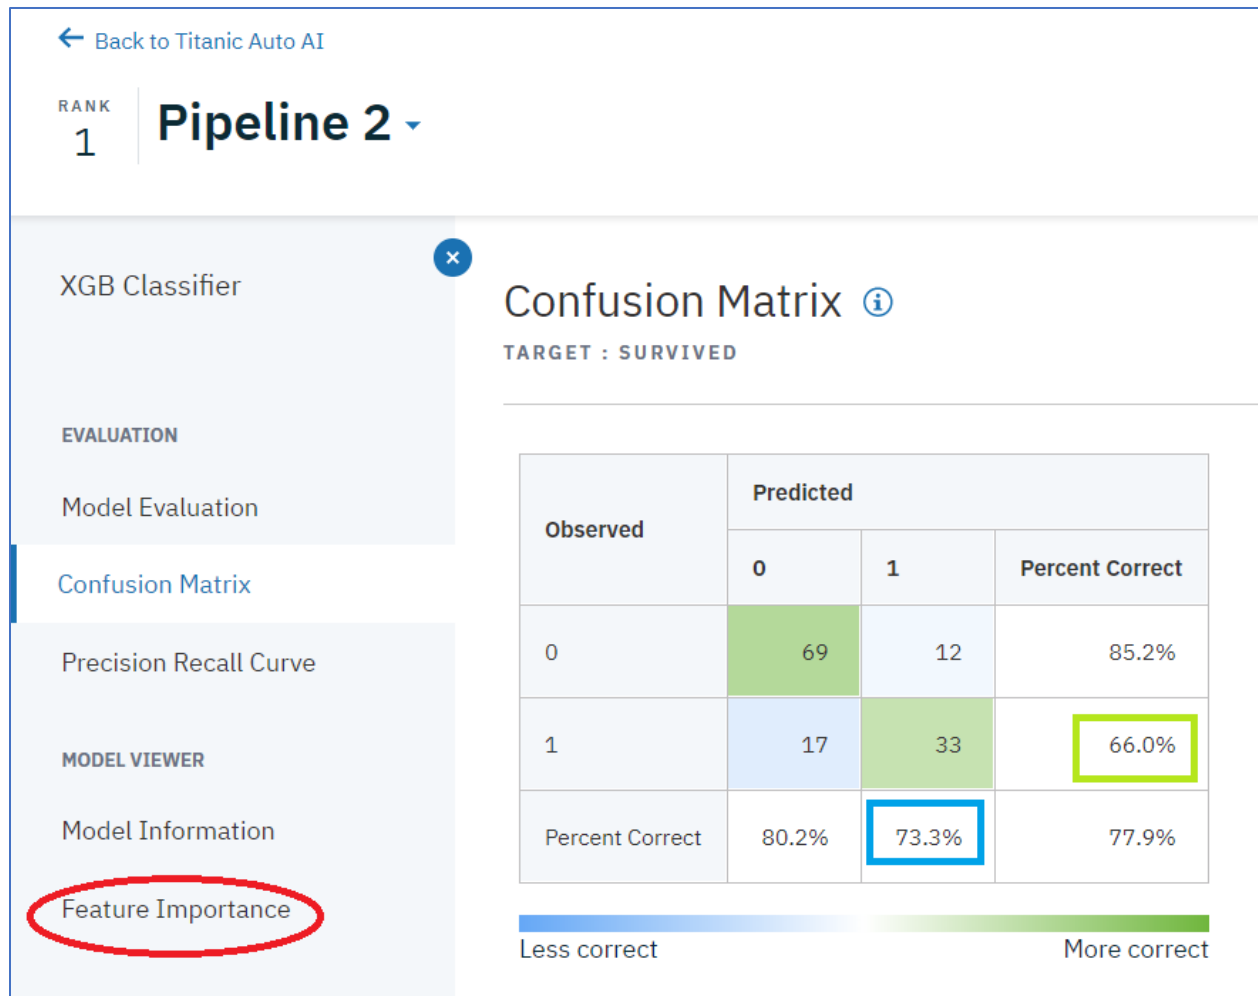 ← Back to Titanic Auto AI
RANK
1
Pipeline 2
XGB Classifier
EVALUATION
Model Evaluation
Confusion Matrix
Precision Recall Curve
MODEL VIEWER
Model Information
Feature Importance
Confusion Matrix
TARGET : SURVIVED
Observed Predicted
0 1 Percent Correct
0 69 12 85.2%
1 17 33 66.0%
Percent Correct 80.2% 73.3% 77.9%
Less correct More correct